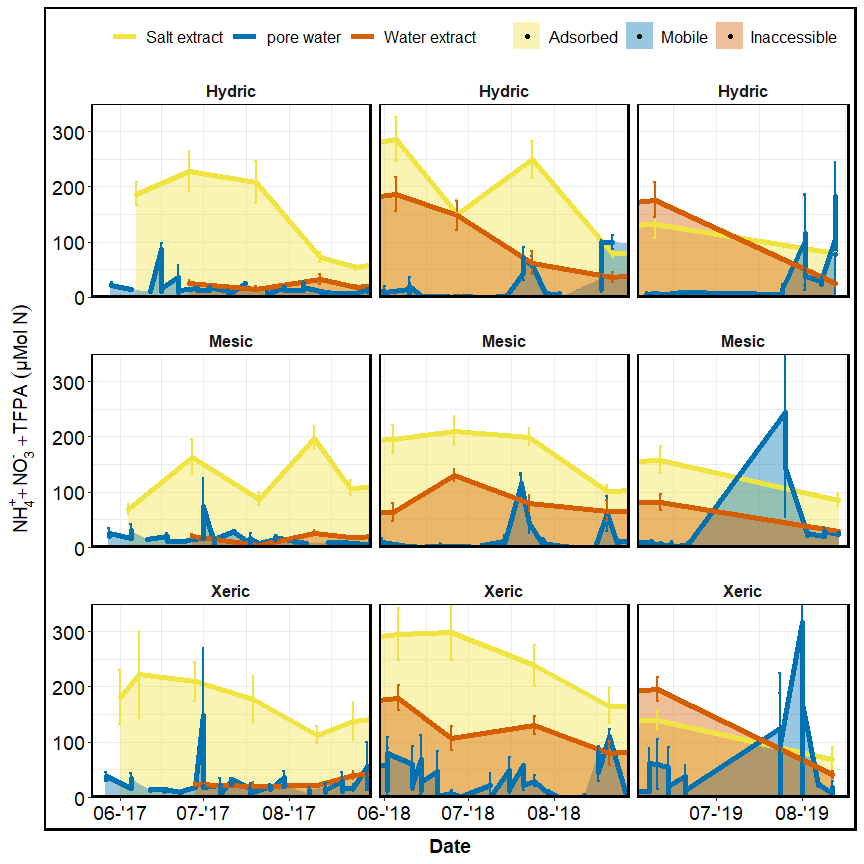 Salt extract pore water Water extract Adsorbed Mobile Inaccessible
Hydric Hydric Hydric
300
200
100
0
Mesic Mesic Mesic
300
200
100
0
Xeric Xeric Xeric
300
200
100
0
06-'17 07-'17 08-'17 06-'18 07-'18 08-'18 07-'19 08-'19
Date
NH₄⁺ + NO₃⁻ + TFPA (µMol N)